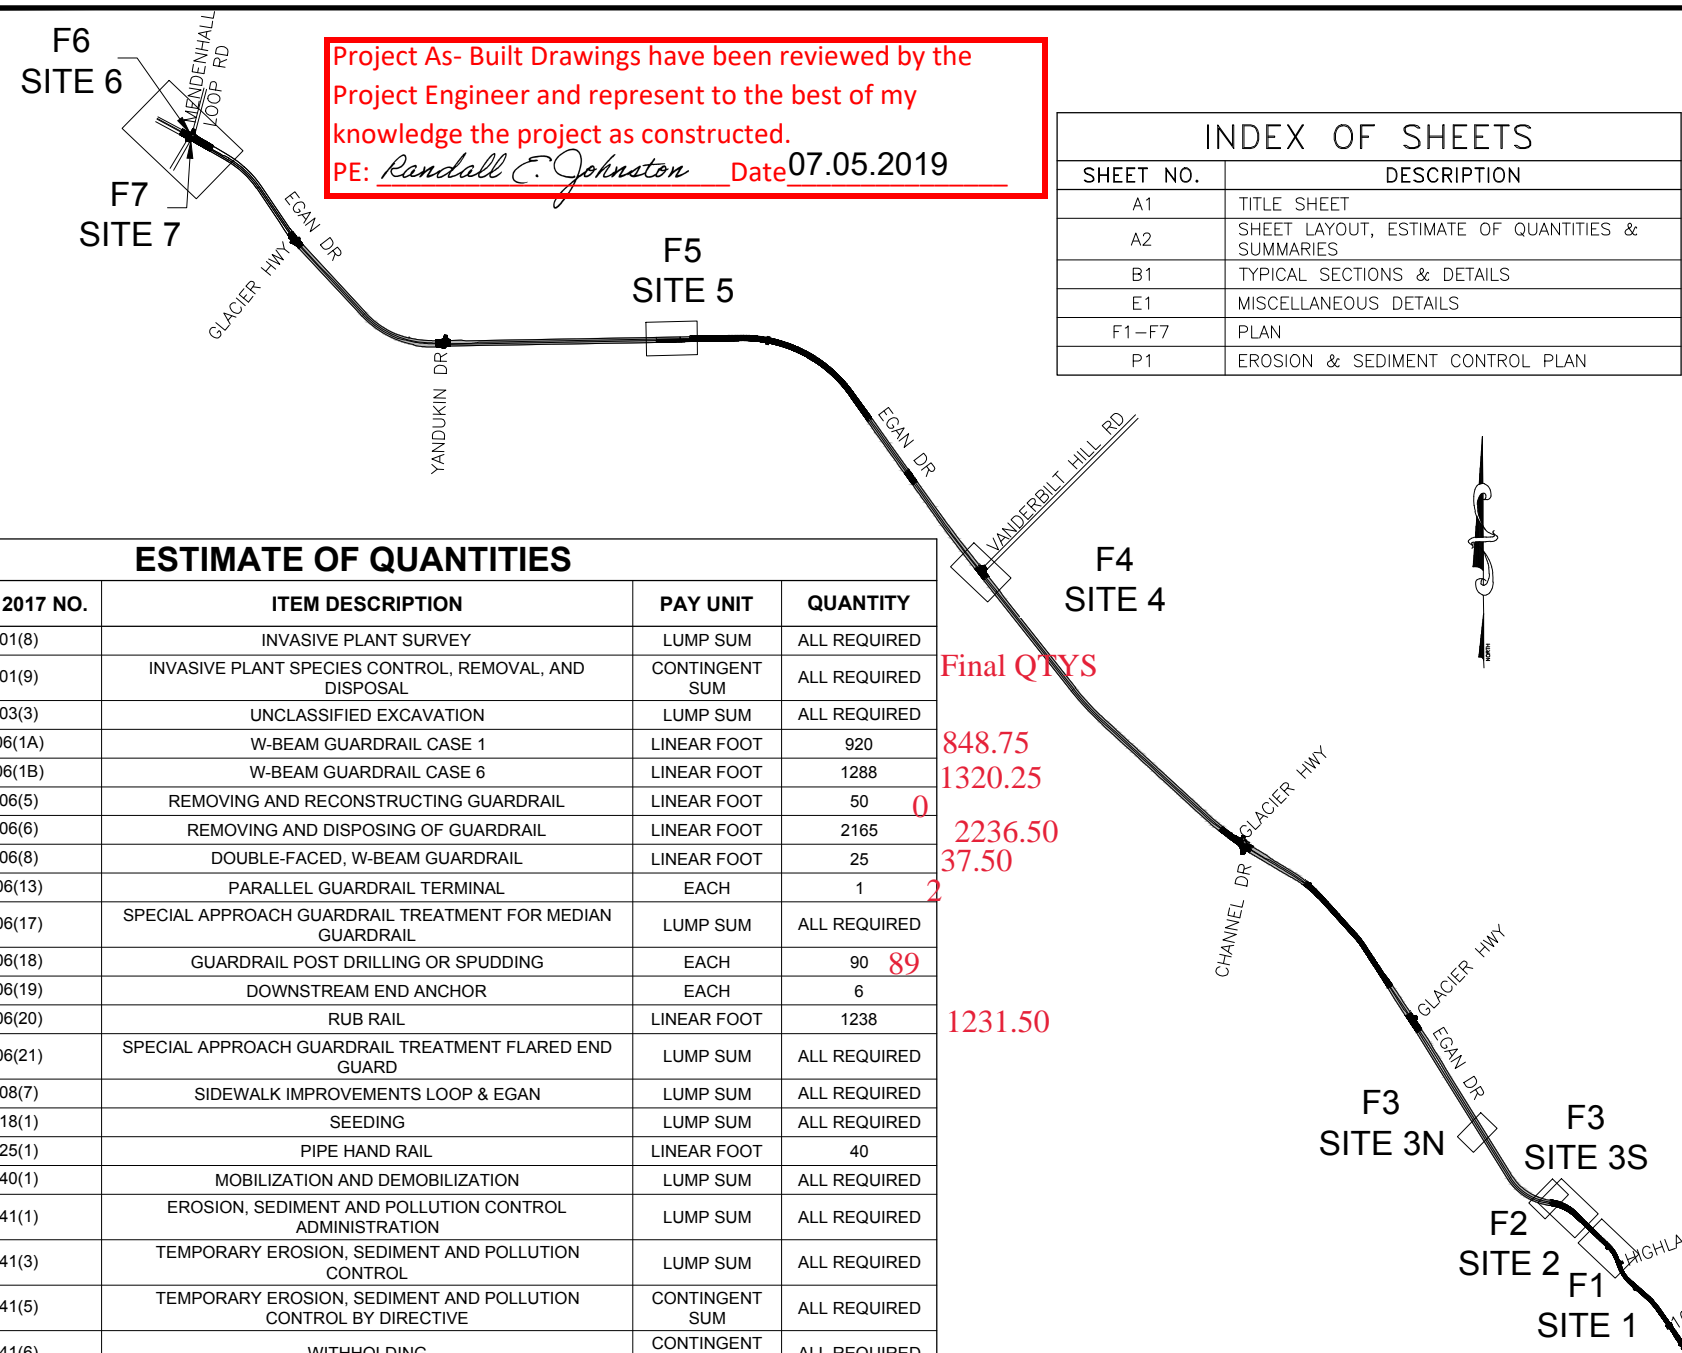 F6
SITE 6
MENDENHALL
LOOP RD
F7
SITE 7
Project As- Built Drawings have been reviewed by the
Project Engineer and represent to the best of my
knowledge the project as constructed.
PE: Randall E. Johnston Date 07.05.2019
INDEX OF SHEETS
SHEET NO. DESCRIPTION
A1 TITLE SHEET
A2 SHEET LAYOUT, ESTIMATE OF QUANTITIES &
SUMMARIES
B1 TYPICAL SECTIONS & DETAILS
E1 MISCELLANEOUS DETAILS
F1-F7 PLAN
P1 EROSION & SEDIMENT CONTROL PLAN
EGAN DR
GLACIER HWY
F5
SITE 5
YANDUKIN DR
EGAN DR
VANDERBILT HILL RD
F4
SITE 4
NORTH
ESTIMATE OF QUANTITIES
2017 NO. ITEM DESCRIPTION PAY UNIT QUANTITY
01(8) INVASIVE PLANT SURVEY LUMP SUM ALL REQUIRED
01(9) INVASIVE PLANT SPECIES CONTROL, REMOVAL, AND
DISPOSAL CONTINGENT
SUM ALL REQUIRED Final QTYS
03(3) UNCLASSIFIED EXCAVATION LUMP SUM ALL REQUIRED
06(1A) W-BEAM GUARDRAIL CASE 1 LINEAR FOOT 920 848.75
06(1B) W-BEAM GUARDRAIL CASE 6 LINEAR FOOT 1288 1320.25
06(5) REMOVING AND RECONSTRUCTING GUARDRAIL LINEAR FOOT 50 0
06(6) REMOVING AND DISPOSING OF GUARDRAIL LINEAR FOOT 2165 2236.50
06(8) DOUBLE-FACED, W-BEAM GUARDRAIL LINEAR FOOT 25 37.50
06(13) PARALLEL GUARDRAIL TERMINAL EACH 1 2
06(17) SPECIAL APPROACH GUARDRAIL TREATMENT FOR MEDIAN
GUARDRAIL LUMP SUM ALL REQUIRED
06(18) GUARDRAIL POST DRILLING OR SPUDDING EACH 90 89
06(19) DOWNSTREAM END ANCHOR EACH 6
06(20) RUB RAIL LINEAR FOOT 1238 1231.50
06(21) SPECIAL APPROACH GUARDRAIL TREATMENT FLARED END
GUARD LUMP SUM ALL REQUIRED
08(7) SIDEWALK IMPROVEMENTS LOOP & EGAN LUMP SUM ALL REQUIRED
18(1) SEEDING LUMP SUM ALL REQUIRED
25(1) PIPE HAND RAIL LINEAR FOOT 40
40(1) MOBILIZATION AND DEMOBILIZATION LUMP SUM ALL REQUIRED
41(1) EROSION, SEDIMENT AND POLLUTION CONTROL
ADMINISTRATION LUMP SUM ALL REQUIRED
41(3) TEMPORARY EROSION, SEDIMENT AND POLLUTION
CONTROL LUMP SUM ALL REQUIRED
41(5) TEMPORARY EROSION, SEDIMENT AND POLLUTION
CONTROL BY DIRECTIVE CONTINGENT
SUM ALL REQUIRED
41(6) WITHHOLDING CONTINGENT
ALL REQUIRED
GLACIER HWY
CHANNEL DR
GLACIER HWY
EGAN DR
F3
SITE 3N
F3
SITE 3S
F2
SITE 2
HIGHLA
F1
SITE 1